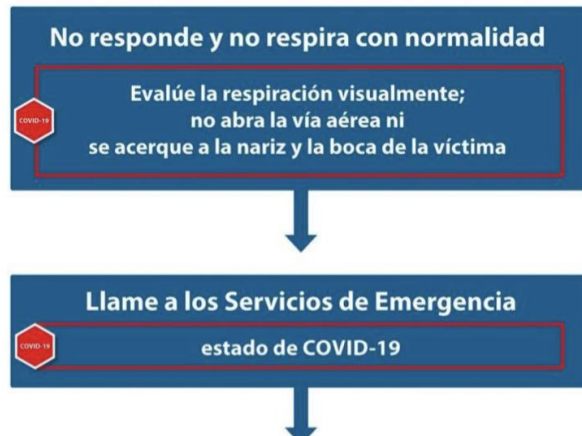 No responde y no respira con normalidad
Evalúe la respiración visualmente;
no abra la vía aérea ni
COVID-19
se acerque a la nariz y la boca de la víctima
Llame a los Servicios de Emergencia
COVID-19
estado de COVID-19